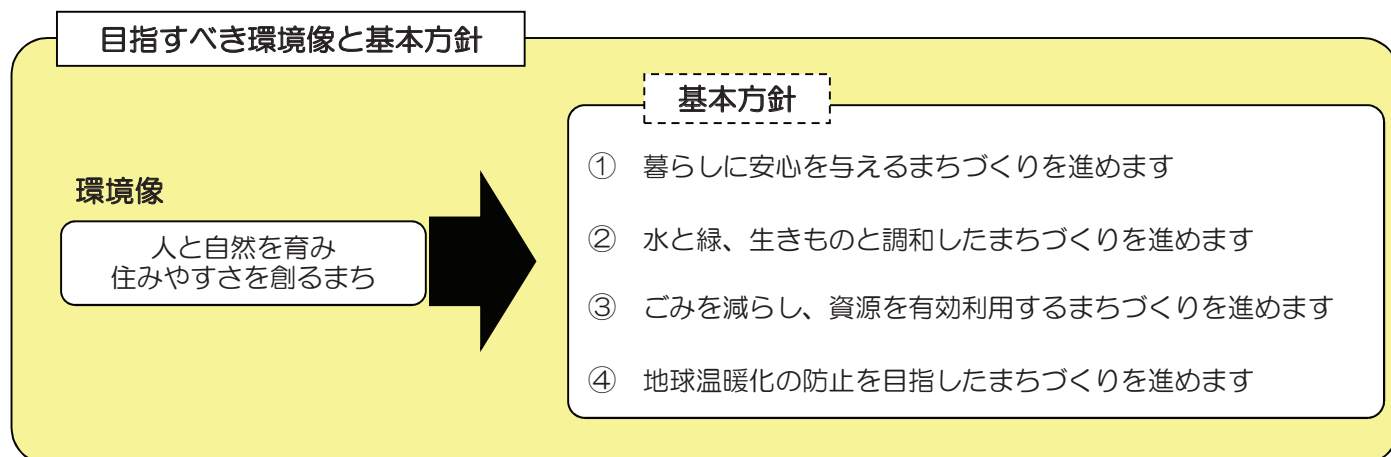 目指すべき環境像と基本方針
環境像
人と自然を育み
住みやすさを創るまち
基本方針
① 暮らしに安心を与えるまちづくりを進めます
② 水と緑、生きものと調和したまちづくりを進めます
③ ごみを減らし、資源を有効利用するまちづくりを進めます
④ 地球温暖化の防止を目指したまちづくりを進めます